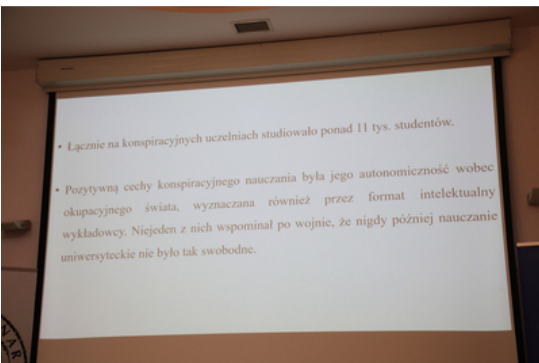 • Łącznie na konspiracyjnych uczelniach studiowało ponad 11 tys. studentów.
• Pozytywną cechy konspiracyjnego nauczania była jego autonomiczność wobec
okupacyjnego świata, wyznaczana również przez format intelektualny
wykładowcy. Niejeden z nich wspominał po wojnie, że nigdy później nauczanie
uniwersyteckie nie było tak swobodne.
NAR